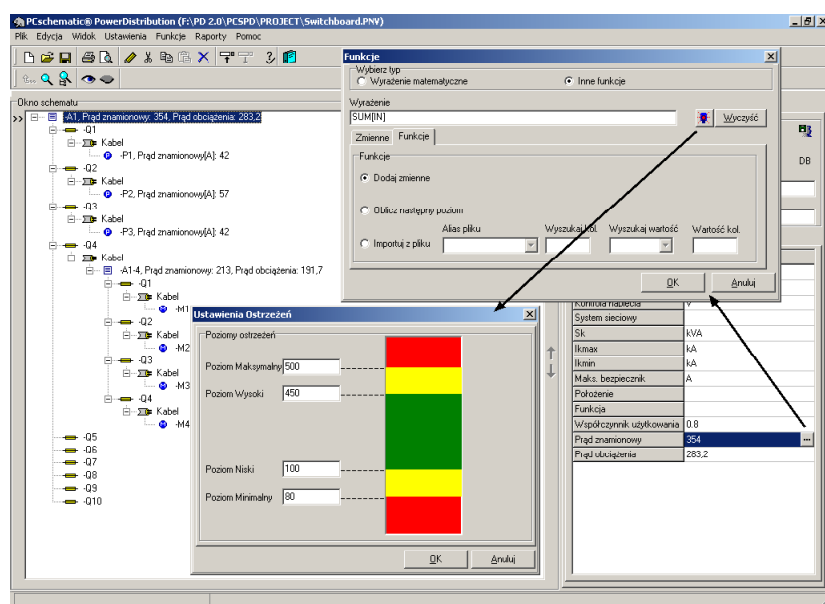 PCschematic® PowerDistribution (F:\PD 2.0\PCSPD\PROJECT\Switchboard.PNV)
Plik Edycja Widok Ustawienia Funkcje Raporty Pomoc
Okno schematu
>> -A1, Prąd znamionowy: 354, Prąd obciążenia: 283,2
-Q1
Kabel
-P1, Prąd znamionowy[A]: 42
-Q2
Kabel
-P2, Prąd znamionowy[A]: 57
-Q3
Kabel
-P3, Prąd znamionowy[A]: 42
-Q4
Kabel
-A1-4, Prąd znamionowy: 213, Prąd obciążenia: 191,7
-Q1
Kabel
-M1
-Q2
Kabel
-M2
-Q3
Kabel
-M3
-Q4
Kabel
-M4
-Q5
-Q6
-Q7
-Q8
-Q9
-Q10
Funkcje
Wybierz typ
Wyrażenie matematyczne Inne funkcje
Wyrażenie
SUM[IN] Wyczyść
Zmienne Funkcje
Funkcje
Dodaj zmienne
Oblicz następny poziom
Alias pliku Wyszukaj kol. Wyszukaj wartość Wartość kol.
Importuj z pliku
OK Anuluj
DB
Ustawienia Ostrzeżeń
Poziomy ostrzeżeń
Poziom Maksymalny 500
Poziom Wysoki 450
Poziom Niski 100
Poziom Minimalny 80
OK Anuluj
Kontrola napięcia V
System sieciowy
Sk kVA
Ikmax kA
Ikmin kA
Maks. bezpiecznik A
Położenie
Funkcja
Współczynnik użytkowania 0.8
Prąd znamionowy 354 ...
Prąd obciążenia 283,2